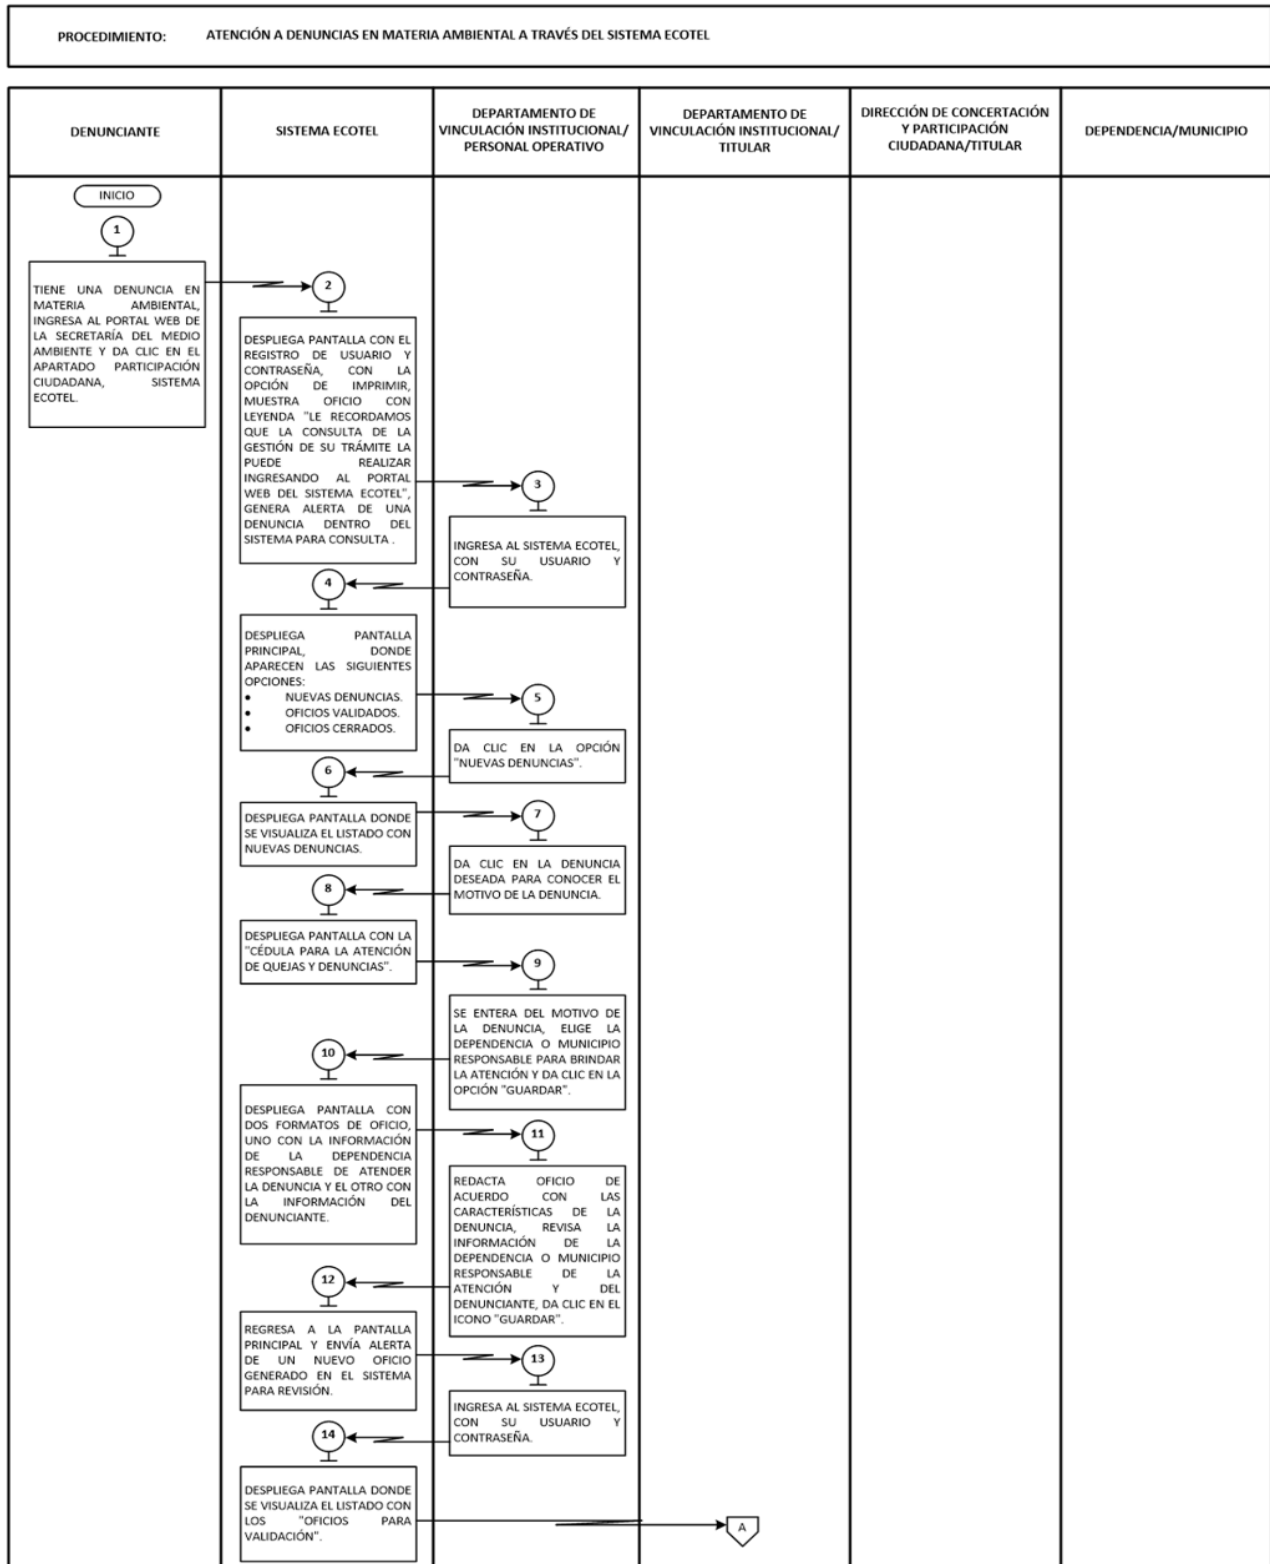 PROCEDIMIENTO: ATENCIÓN A DENUNCIAS EN MATERIA AMBIENTAL A TRAVÉS DEL SISTEMA ECOTEL
DENUNCIANTE
SISTEMA ECOTEL
DEPARTAMENTO DE
VINCULACIÓN INSTITUCIONAL/
PERSONAL OPERATIVO
DEPARTAMENTO DE
VINCULACIÓN INSTITUCIONAL/
TITULAR
DIRECCIÓN DE CONCERTACIÓN
Y PARTICIPACIÓN
CIUDADANA/TITULAR
DEPENDENCIA/MUNICIPIO
INICIO
1
TIENE UNA DENUNCIA EN
MATERIA AMBIENTAL,
INGRESA AL PORTAL WEB DE
LA SECRETARÍA DEL MEDIO
AMBIENTE Y DA CLIC EN EL
APARTADO PARTICIPACIÓN
CIUDADANA, SISTEMA
ECOTEL.
2
DESPLIEGA PANTALLA CON EL
REGISTRO DE USUARIO Y
CONTRASEÑA, CON LA
OPCIÓN DE IMPRIMIR,
MUESTRA OFICIO CON
LEYENDA "LE RECORDAMOS
QUE LA CONSULTA DE LA
GESTIÓN DE SU TRÁMITE LA
PUEDE REALIZAR
INGRESANDO AL PORTAL
WEB DEL SISTEMA ECOTEL",
GENERA ALERTA DE UNA
DENUNCIA DENTRO DEL
SISTEMA PARA CONSULTA .
3
INGRESA AL SISTEMA ECOTEL,
CON SU USUARIO Y
CONTRASEÑA.
4
DESPLIEGA PANTALLA
PRINCIPAL, DONDE
APARECEN LAS SIGUIENTES
OPCIONES:
• NUEVAS DENUNCIAS.
• OFICIOS VALIDADOS.
• OFICIOS CERRADOS.
5
DA CLIC EN LA OPCIÓN
"NUEVAS DENUNCIAS".
6
DESPLIEGA PANTALLA DONDE
SE VISUALIZA EL LISTADO CON
NUEVAS DENUNCIAS.
7
DA CLIC EN LA DENUNCIA
DESEADA PARA CONOCER EL
MOTIVO DE LA DENUNCIA.
8
DESPLIEGA PANTALLA CON LA
"CÉDULA PARA LA ATENCIÓN
DE QUEJAS Y DENUNCIAS".
9
SE ENTERA DEL MOTIVO DE
LA DENUNCIA, ELIGE LA
DEPENDENCIA O MUNICIPIO
RESPONSABLE PARA BRINDAR
LA ATENCIÓN Y DA CLIC EN LA
OPCIÓN "GUARDAR".
10
DESPLIEGA PANTALLA CON
DOS FORMATOS DE OFICIO,
UNO CON LA INFORMACIÓN
DE LA DEPENDENCIA
RESPONSABLE DE ATENDER
LA DENUNCIA Y EL OTRO CON
LA INFORMACIÓN DEL
DENUNCIANTE.
11
REDACTA OFICIO DE
ACUERDO CON LAS
CARACTERÍSTICAS DE LA
DENUNCIA, REVISA LA
INFORMACIÓN DE LA
DEPENDENCIA O MUNICIPIO
RESPONSABLE DE LA
ATENCIÓN Y DEL
DENUNCIANTE, DA CLIC EN EL
ICONO "GUARDAR".
12
REGRESA A LA PANTALLA
PRINCIPAL Y ENVÍA ALERTA
DE UN NUEVO OFICIO
GENERADO EN EL SISTEMA
PARA REVISIÓN.
13
INGRESA AL SISTEMA ECOTEL,
CON SU USUARIO Y
CONTRASEÑA.
14
DESPLIEGA PANTALLA DONDE
SE VISUALIZA EL LISTADO CON
LOS "OFICIOS PARA
VALIDACIÓN".
A